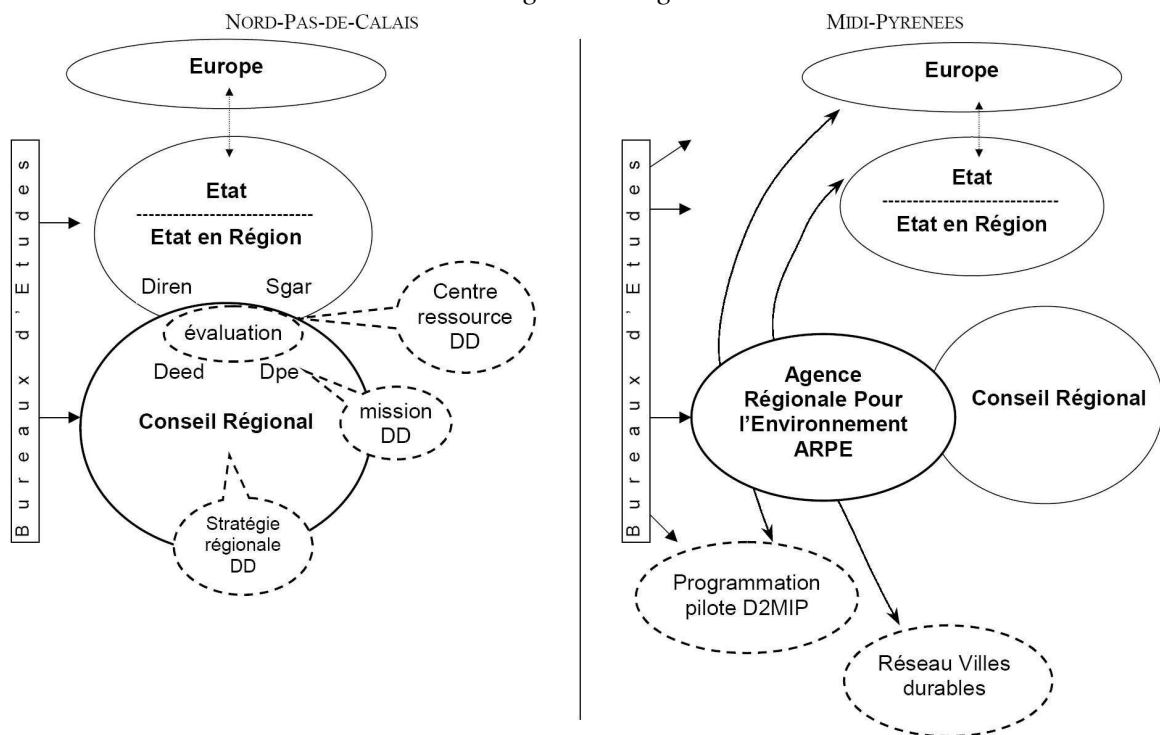 NORD-PAS-DE-CALAIS
Europe
Bureaux d'Etudes
Etat
Etat en Région
Diren Sgar
Centre
ressource
DD
évaluation
Deed Dpe
mission
DD
Conseil Régional
Stratégie
régionale
DD
MIDI-PYRENEES
Europe
Bureaux d'Etudes
Etat
Etat en Région
Agence
Régionale Pour
l'Environnement
ARPE
Conseil Régional
Programmation
pilote D2MIP
Réseau Villes
durables